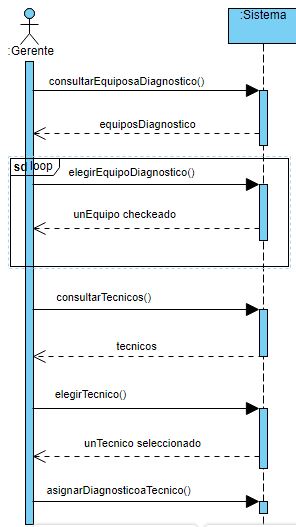 :Sistema
:Gerente
consultarEquiposaDiagnostico()
equiposDiagnostico
sd loop
elegirEquipoDiagnostico()
unEquipo checkeado
consultarTecnicos()
tecnicos
elegirTecnico()
unTecnico seleccionado
asignarDiagnosticoaTecnico()